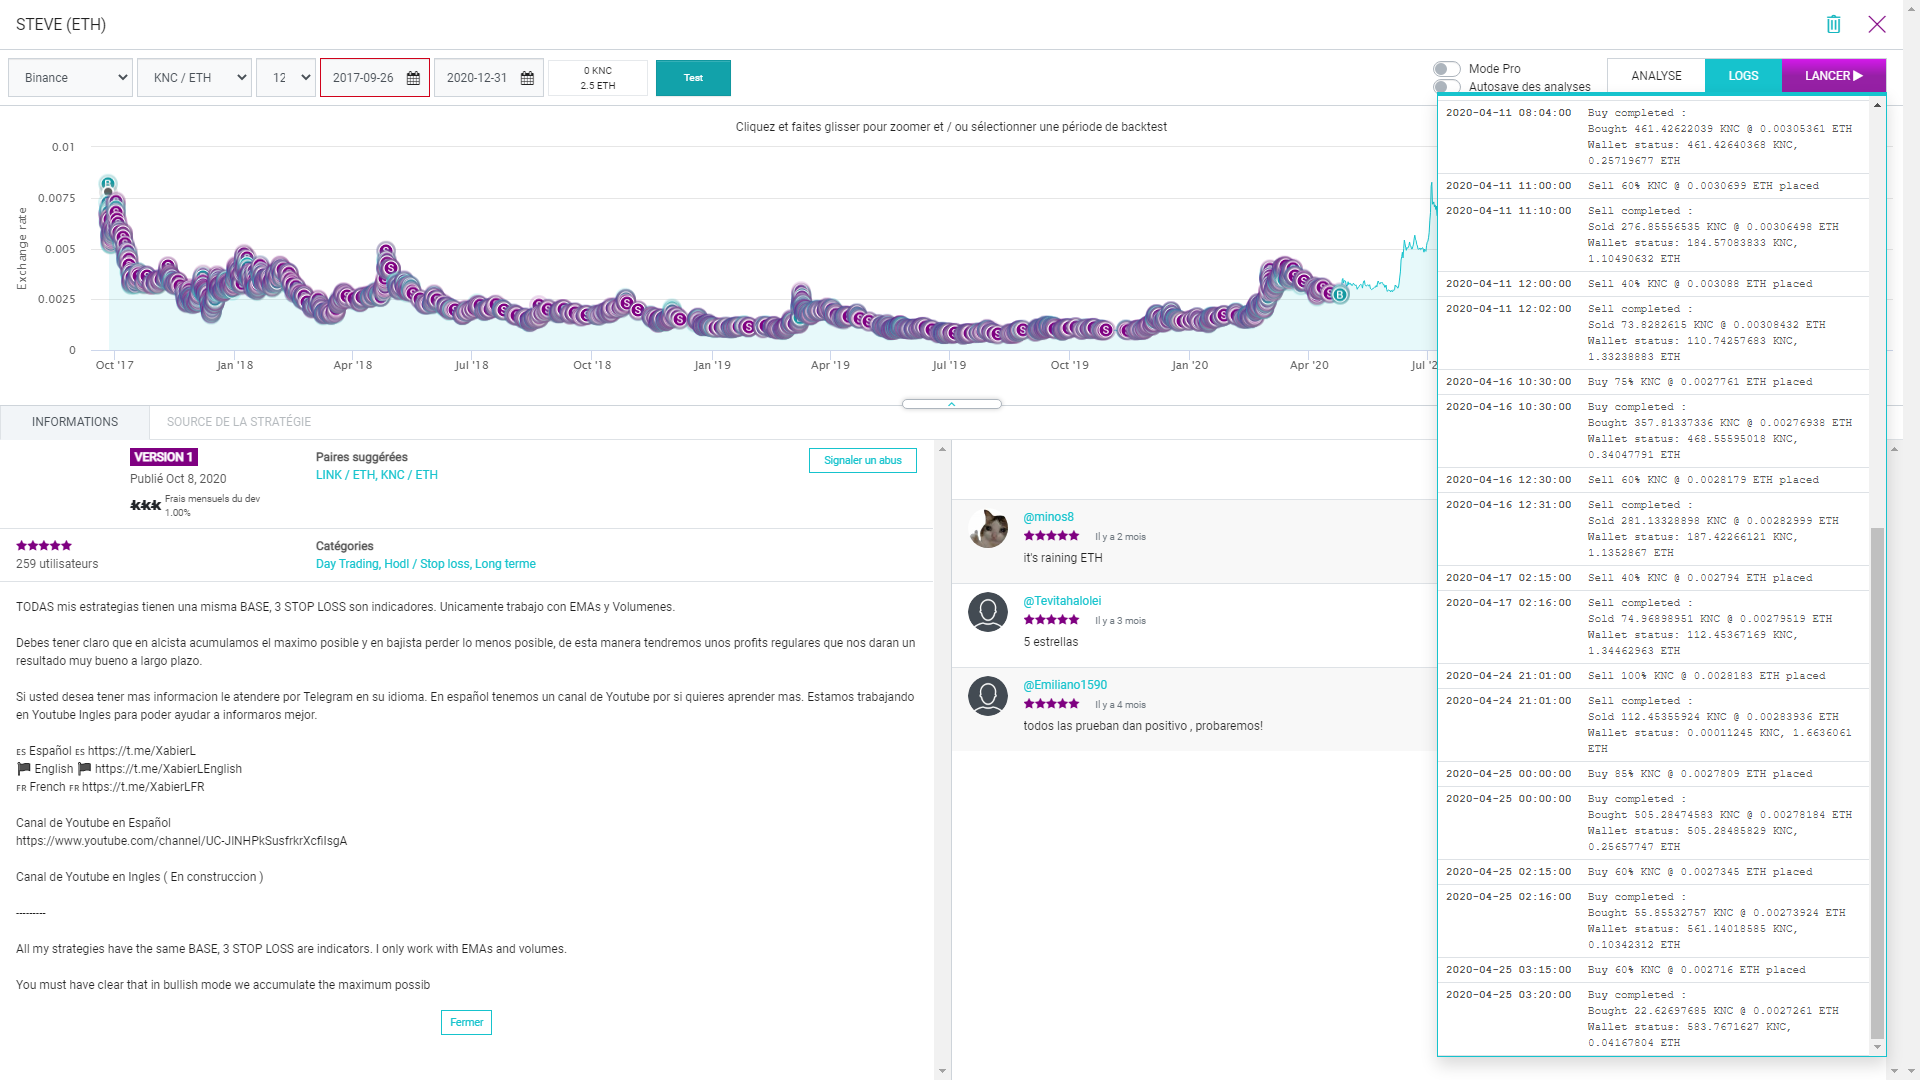 STEVE (ETH)
Binance
KNC / ETH
12
2017-09-26
2020-12-31
0 KNC
2.5 ETH
Test
Mode Pro
Autosave des analyses
ANALYSE
LOGS
LANCER
Cliquez et faites glisser pour zoomer et / ou sélectionner une période de backtest
Exchange rate
0.01
0.0075
0.005
0.0025
0
Oct '17
Jan '18
Apr '18
Jul '18
Oct '18
Jan '19
Apr '19
Jul '19
Oct '19
Jan '20
Apr '20
Jul '2
INFORMATIONS
SOURCE DE LA STRATÉGIE
VERSION 1
Publié Oct 8, 2020
Frais mensuels du dev
1.00%
Paires suggérées
LINK / ETH, KNC / ETH
Signaler un abus
259 utilisateurs
Catégories
Day Trading, Hodl / Stop loss, Long terme
TODAS mis estrategias tienen una misma BASE, 3 STOP LOSS son indicadores. Unicamente trabajo con EMAs y Volumenes.
Debes tener claro que en alcista acumulamos el maximo posible y en bajista perder lo menos posible, de esta manera tendremos unos profits regulares que nos daran un
resultado muy bueno a largo plazo.
Si usted desea tener mas informacion le atendere por Telegram en su idioma. En español tenemos un canal de Youtube por si quieres aprender mas. Estamos trabajando
en Youtube Ingles para poder ayudar a informaros mejor.
ES Español ES https://t.me/XabierL
English https://t.me/XabierLEnglish
FR French FR https://t.me/XabierLFR
Canal de Youtube en Español
https://www.youtube.com/channel/UC-JINHPkSusfrkrXcfiIsgA
Canal de Youtube en Ingles ( En construccion )
---------
All my strategies have the same BASE, 3 STOP LOSS are indicators. I only work with EMAs and volumes.
You must have clear that in bullish mode we accumulate the maximum possib
Fermer
@minos8
Il y a 2 mois
it's raining ETH
@Tevitahalolei
Il y a 3 mois
5 estrellas
@Emiliano1590
Il y a 4 mois
todos las prueban dan positivo , probaremos!
2020-04-11 08:04:00 Buy completed :
Bought 461.42622039 KNC @ 0.00305361 ETH
Wallet status: 461.42640368 KNC,
0.25719677 ETH
2020-04-11 11:00:00 Sell 60% KNC @ 0.0030699 ETH placed
2020-04-11 11:10:00 Sell completed :
Sold 276.85556535 KNC @ 0.00306498 ETH
Wallet status: 184.57083833 KNC,
1.10490632 ETH
2020-04-11 12:00:00 Sell 40% KNC @ 0.003088 ETH placed
2020-04-11 12:02:00 Sell completed :
Sold 73.8282615 KNC @ 0.00308432 ETH
Wallet status: 110.74257683 KNC,
1.33238883 ETH
2020-04-16 10:30:00 Buy 75% KNC @ 0.0027761 ETH placed
2020-04-16 10:30:00 Buy completed :
Bought 357.81337336 KNC @ 0.00276938 ETH
Wallet status: 468.55595018 KNC,
0.34047791 ETH
2020-04-16 12:30:00 Sell 60% KNC @ 0.0028179 ETH placed
2020-04-16 12:31:00 Sell completed :
Sold 281.13328898 KNC @ 0.00282999 ETH
Wallet status: 187.42266121 KNC,
1.1352867 ETH
2020-04-17 02:15:00 Sell 40% KNC @ 0.002794 ETH placed
2020-04-17 02:16:00 Sell completed :
Sold 74.96898951 KNC @ 0.00279519 ETH
Wallet status: 112.45367169 KNC,
1.34462963 ETH
2020-04-24 21:01:00 Sell 100% KNC @ 0.0028183 ETH placed
2020-04-24 21:01:00 Sell completed :
Sold 112.45355924 KNC @ 0.00283936 ETH
Wallet status: 0.00011245 KNC, 1.6636061
ETH
2020-04-25 00:00:00 Buy 85% KNC @ 0.0027809 ETH placed
2020-04-25 00:00:00 Buy completed :
Bought 505.28474583 KNC @ 0.00278184 ETH
Wallet status: 505.28485829 KNC,
0.25657747 ETH
2020-04-25 02:15:00 Buy 60% KNC @ 0.0027345 ETH placed
2020-04-25 02:16:00 Buy completed :
Bought 55.85532757 KNC @ 0.00273924 ETH
Wallet status: 561.14018585 KNC,
0.10342312 ETH
2020-04-25 03:15:00 Buy 60% KNC @ 0.002716 ETH placed
2020-04-25 03:20:00 Buy completed :
Bought 22.62697685 KNC @ 0.0027261 ETH
Wallet status: 583.7671627 KNC,
0.04167804 ETH